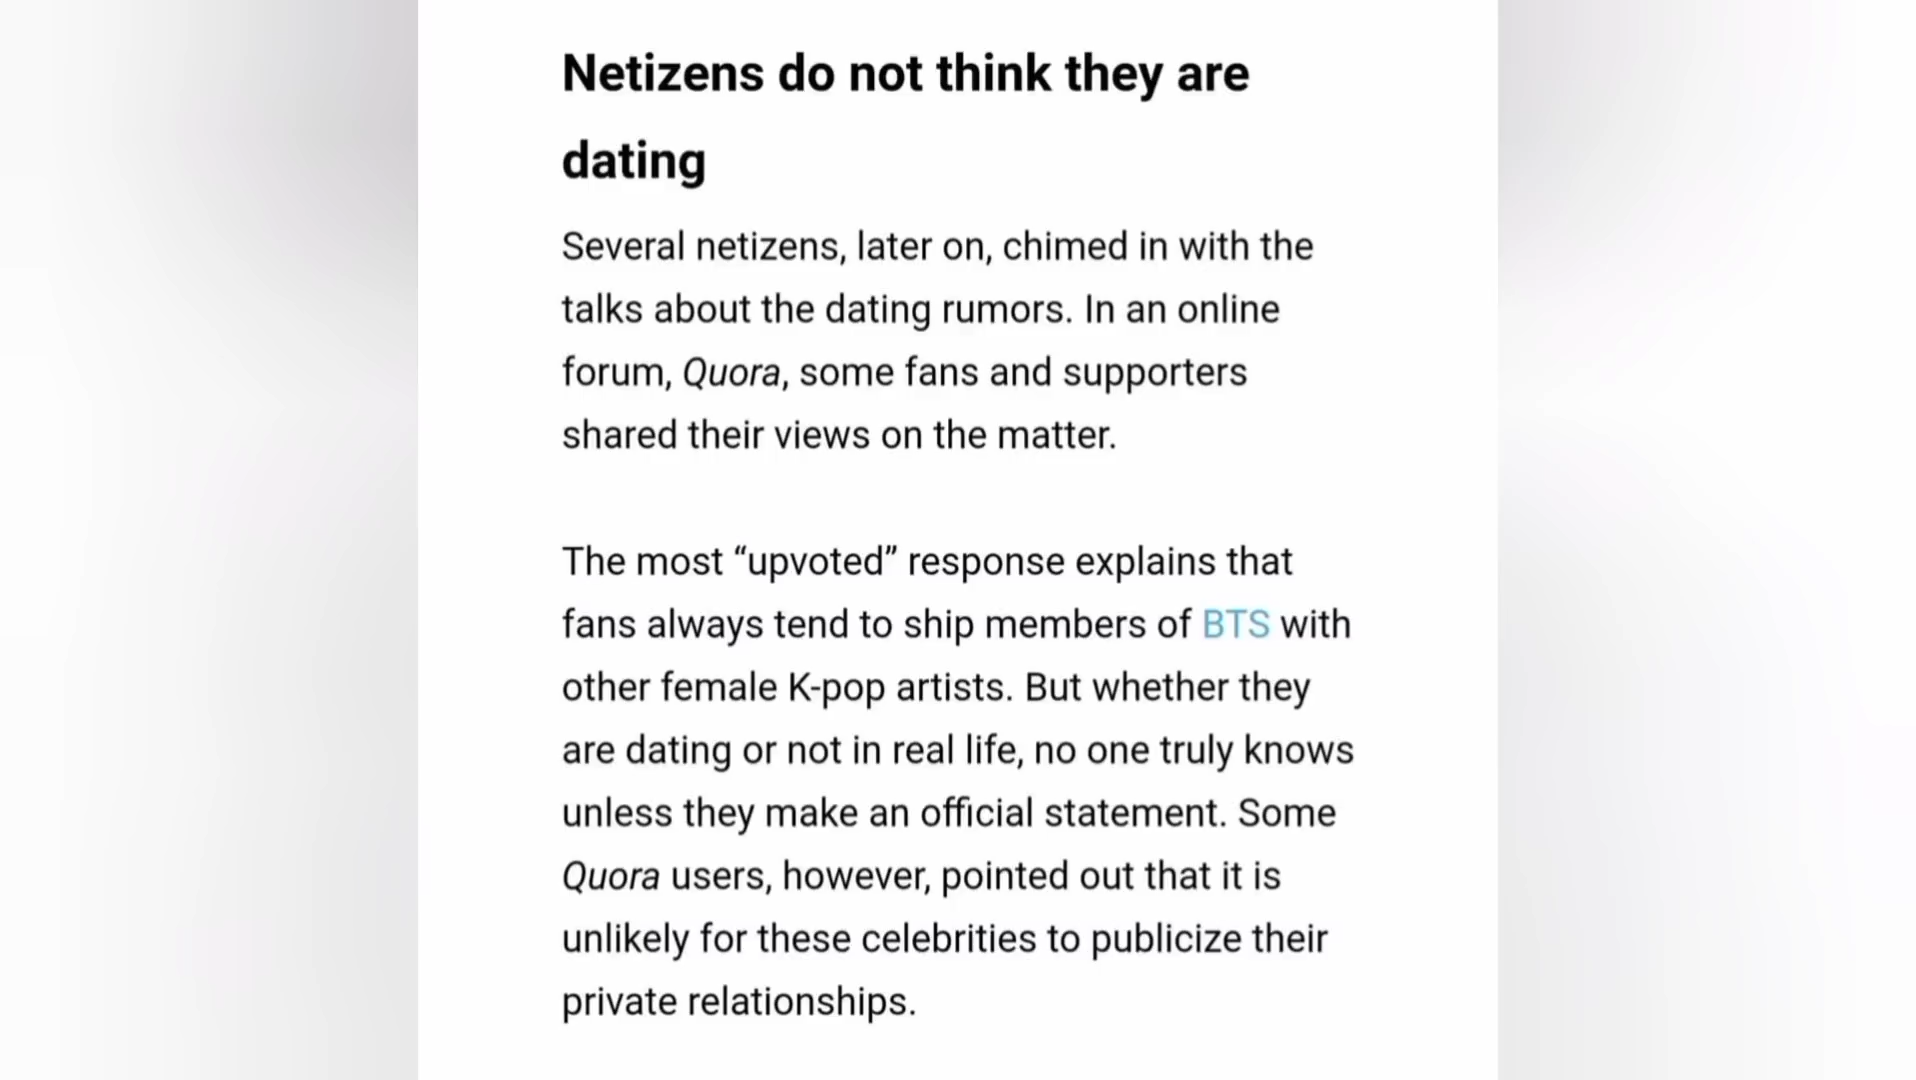 Netizens do not think they are
dating
Several netizens, later on, chimed in with the
talks about the dating rumors. In an online
forum, Quora, some fans and supporters
shared their views on the matter.
The most “upvoted” response explains that
fans always tend to ship members of BTS with
other female K-pop artists. But whether they
are dating or not in real life, no one truly knows
unless they make an official statement. Some
Quora users, however, pointed out that it is
unlikely for these celebrities to publicize their
private relationships.